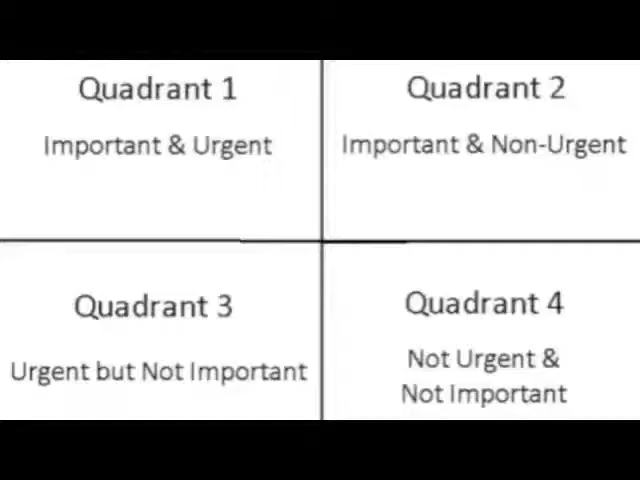 Quadrant 1
Important & Urgent
Quadrant 2
Important & Non-Urgent
Quadrant 3
Urgent but Not Important
Quadrant 4
Not Urgent &
Not Important